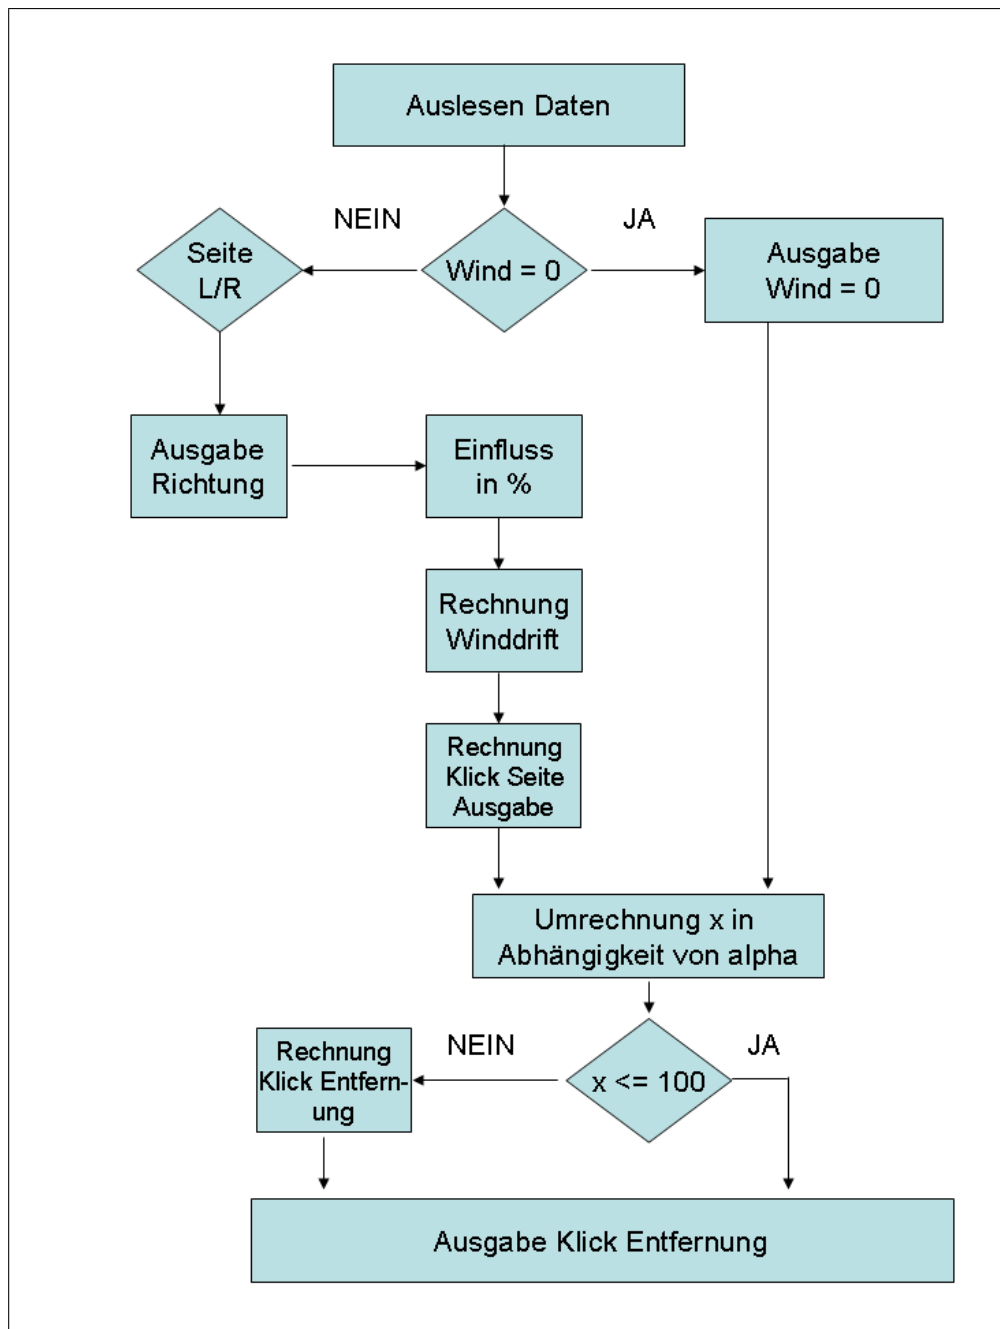 Auslesen Daten
NEIN
JA
Seite
L/R
Wind = 0
Ausgabe
Wind = 0
Ausgabe
Richtung
Einfluss
in %
Rechnung
Winddrift
Rechnung
Klick Seite
Ausgabe
Umrechnung x in
Abhängigkeit von alpha
NEIN
JA
Rechnung
Klick Entfern-
ung
x <= 100
Ausgabe Klick Entfernung